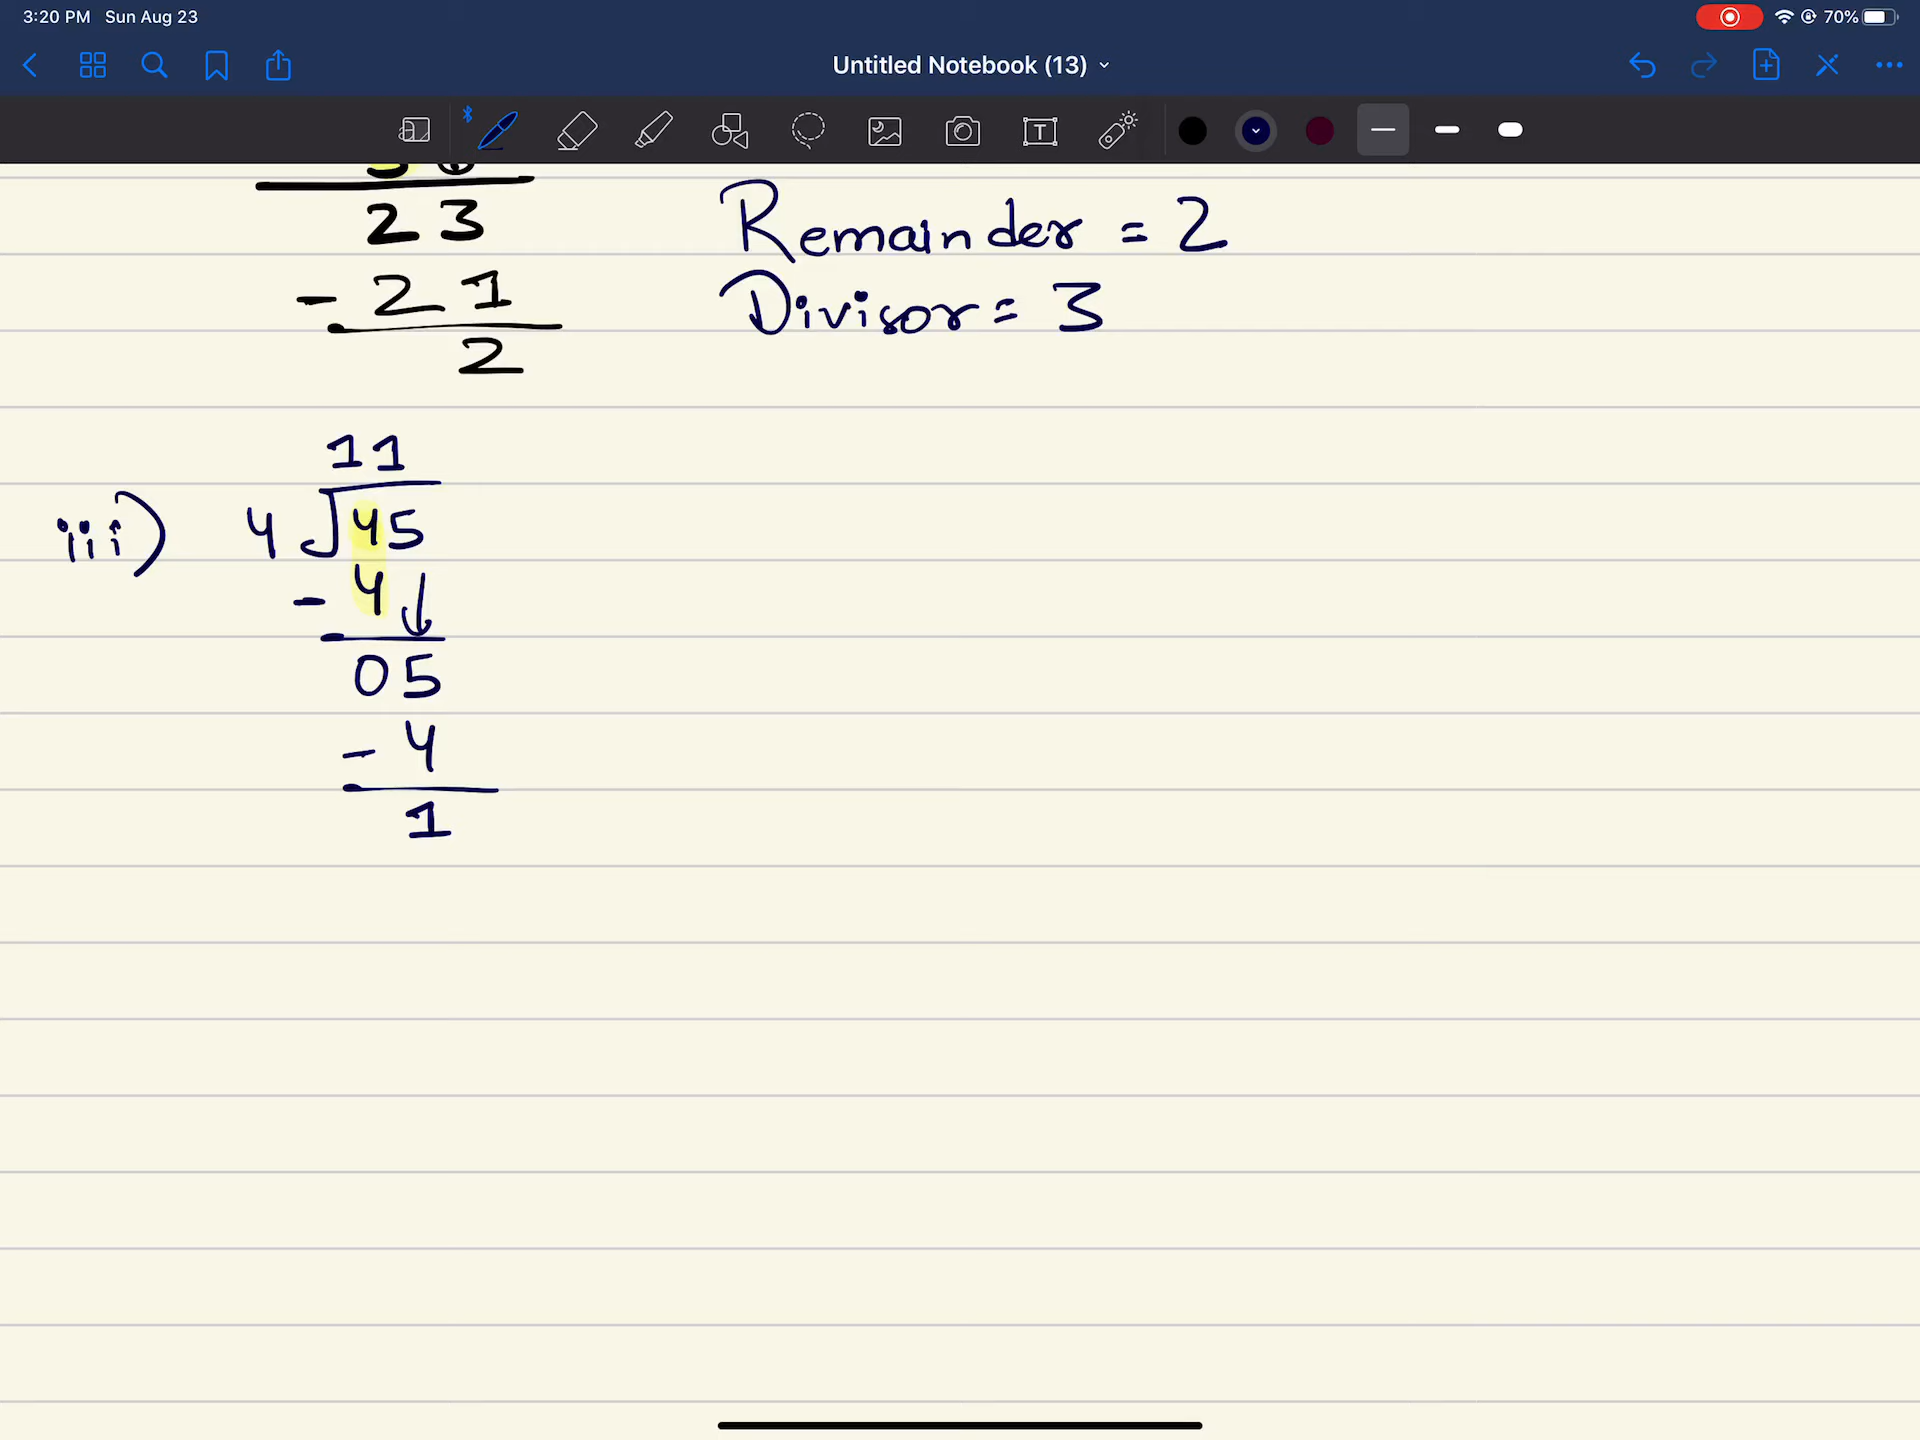 3:20 PM Sun Aug 23
70%
Untitled Notebook (13)
23
Remainder = 2
- 21
Divisor = 3
2
11
iii) 4 45
- 4
05
- 4
1